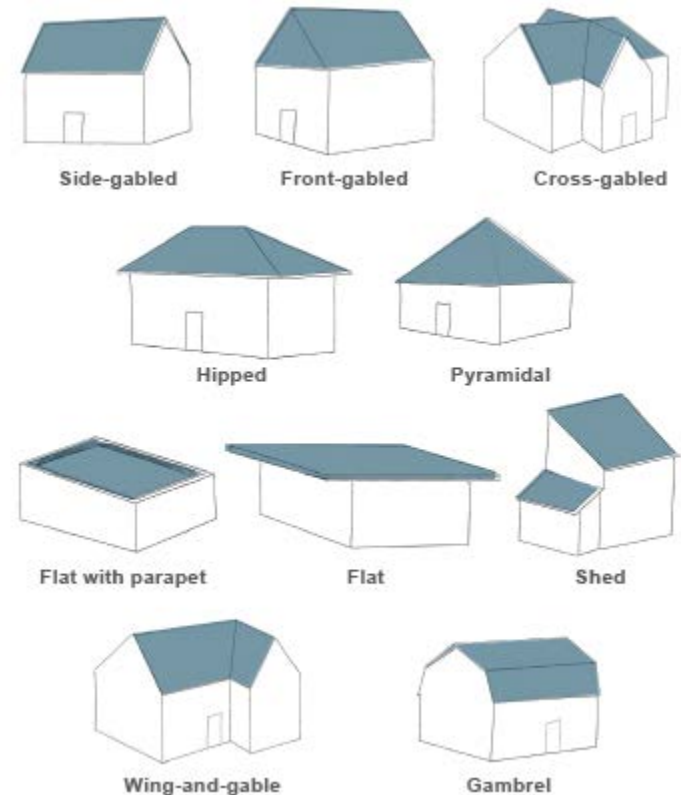 Side-gabled
Front-gabled
Cross-gabled
Hipped
Pyramidal
Flat with parapet
Flat
Shed
Wing-and-gable
Gambrel